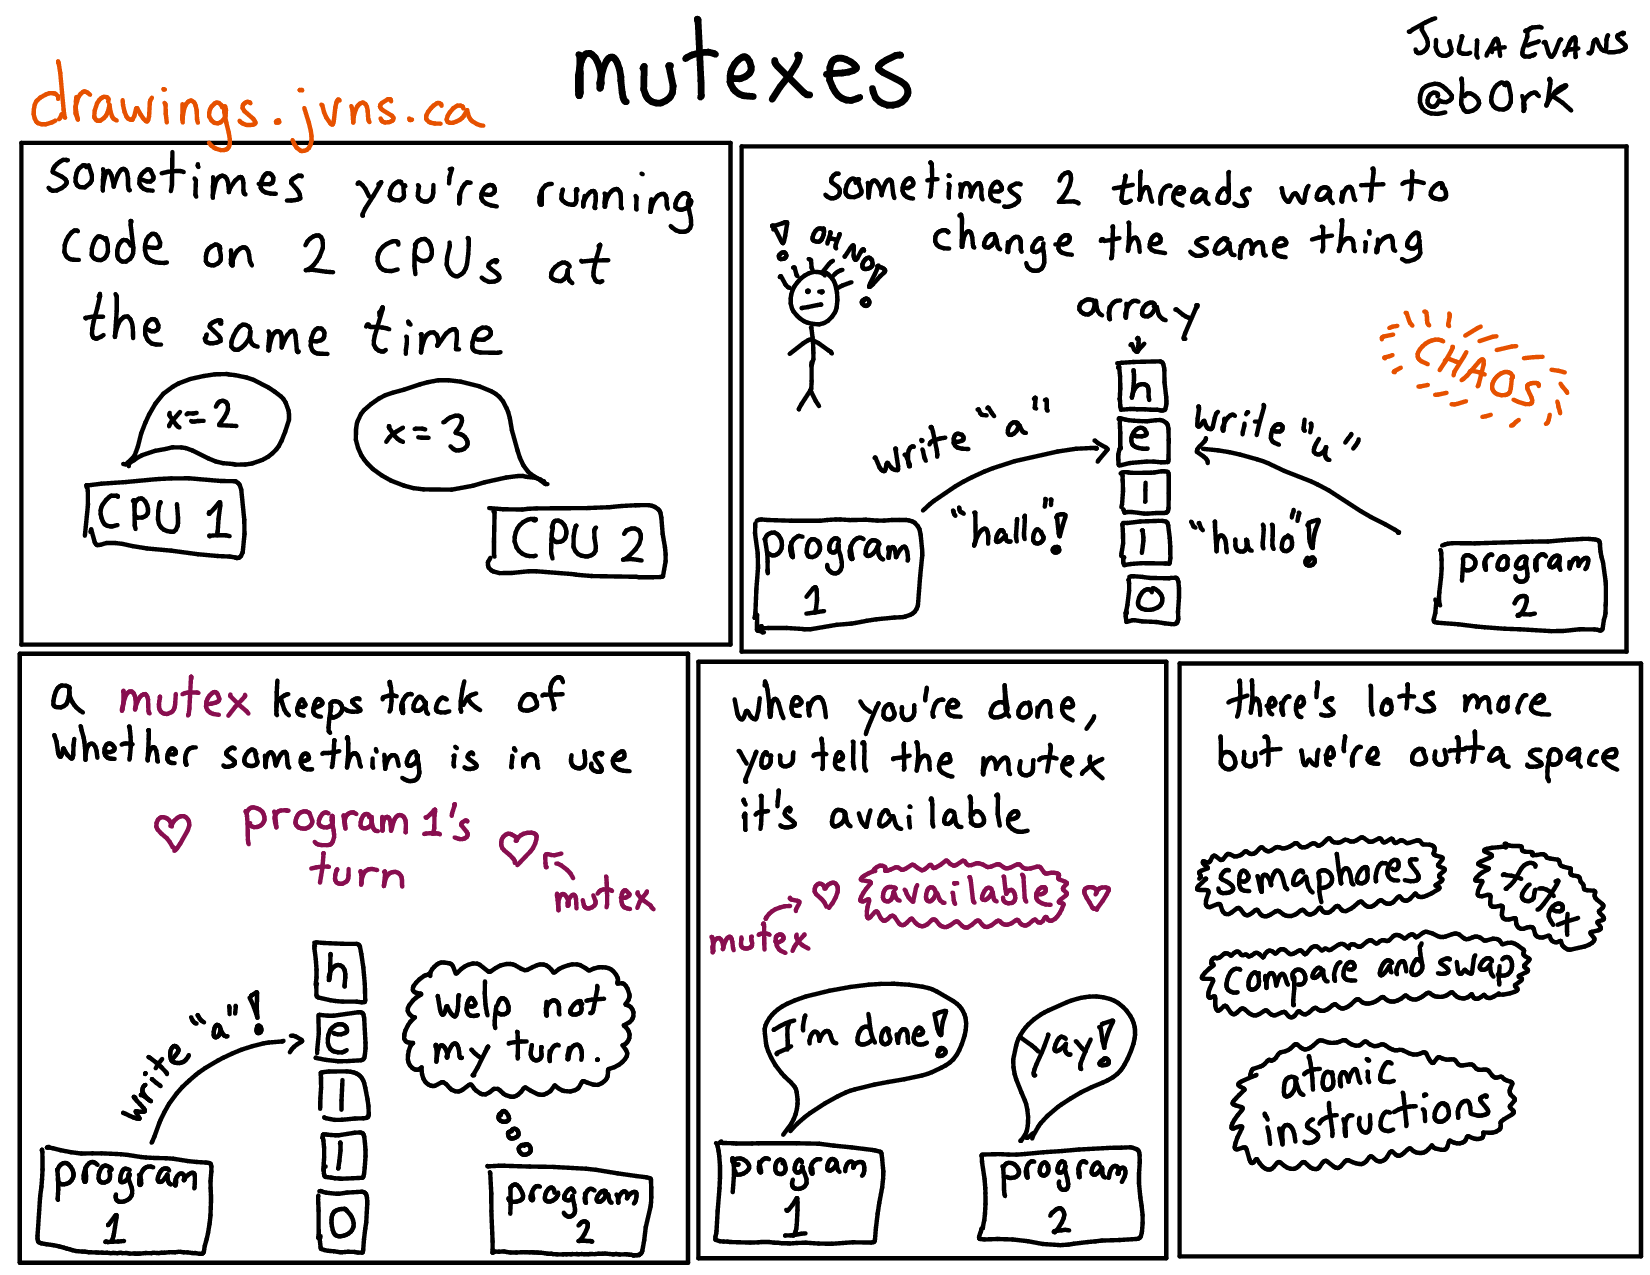 drawings.jvns.ca
mutexes
JULIA EVANS
@b0rk
sometimes you're running
code on 2 CPUs at
the same time
x=2
x=3
CPU 1
CPU 2
sometimes 2 threads want to
change the same thing
! OH NO!
array
CHAOS
h
e
l
l
o
write "a"
write "u"
"hallo"!
"hullo"!
program
1
program
2
a mutex keeps track of
whether something is in use
♡ program 1's ♡
turn
mutex
h
e
l
l
o
write "a"!
welp not
my turn.
program
1
program
2
when you're done,
you tell the mutex
it's available
♡ available ♡
mutex
I'm done!
yay!
program
1
program
2
there's lots more
but we're outta space
semaphores
futex
compare and swap
atomic
instructions